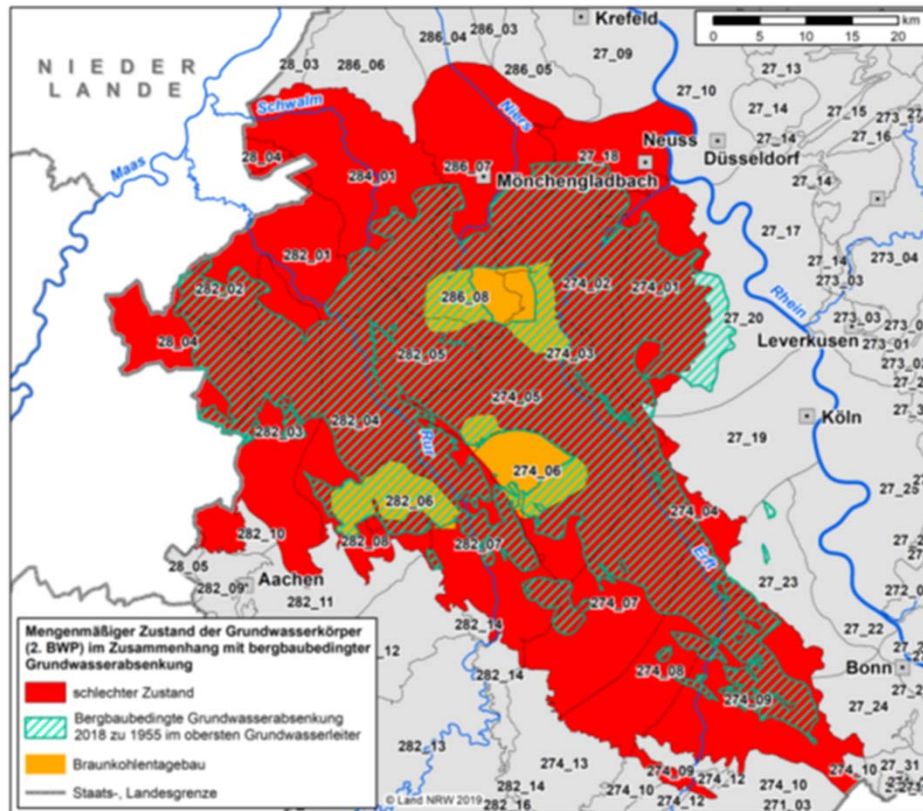 Krefeld
0 5 10 15 20 km
286_04
286_03
27_09
NIEDER
LANDE
28_03
286_06
286_05
27_13
27_10
27_14
27_15
Schwalm
Niers
27_14
27_16
Neuss
Düsseldorf
28_04
284_01
286_07
27_18
Maas
Mönchengladbach
27_14
27_17
282_01
27_14
273_04
273_03
282_02
286_08
274_02
274_01
Rhein
27_20
273_03
28_04
282_05
274_03
Leverkusen
273_01
274_05
282_04
Köln
282_03
Rur
27_19
282_06
274_06
27_25
274_04
282_10
282_08
282_07
Erft
28_05
Aachen
282_09
27_23
282_11
274_07
282_14
27_22
Bonn
282_14
274_08
274_09
27_24
282_13
274_13
274_09
274_12
274_10
274_10
27_31
282_14
274_10
274_12
271_03
282_16
Mengenmäßiger Zustand der Grundwasserkörper
(2. BWP) im Zusammenhang mit bergbaubedingter
Grundwasserabsenkung
schlechter Zustand
Bergbaubedingte Grundwasserabsenkung
2018 zu 1955 im obersten Grundwasserleiter
Braunkohlentagebau
Staats-, Landesgrenze
© Land NRW 2019